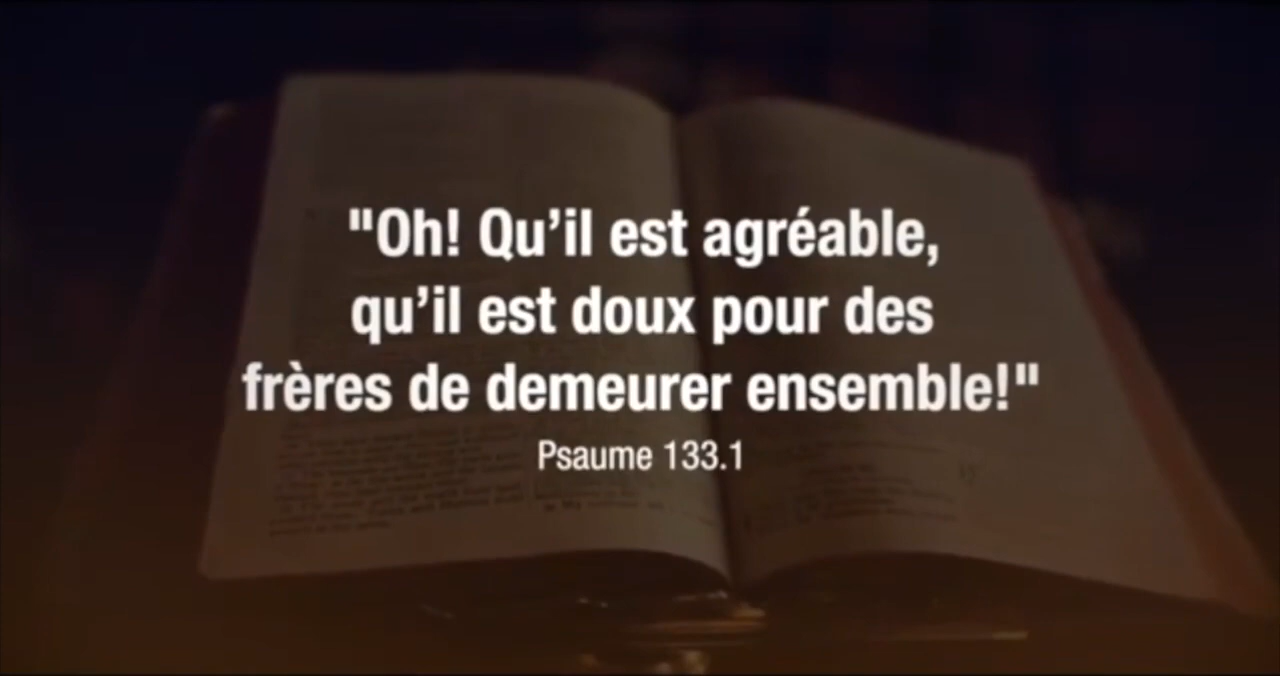 "Oh! Qu’il est agréable,
qu’il est doux pour des
frères de demeurer ensemble!"
Psaume 133.1